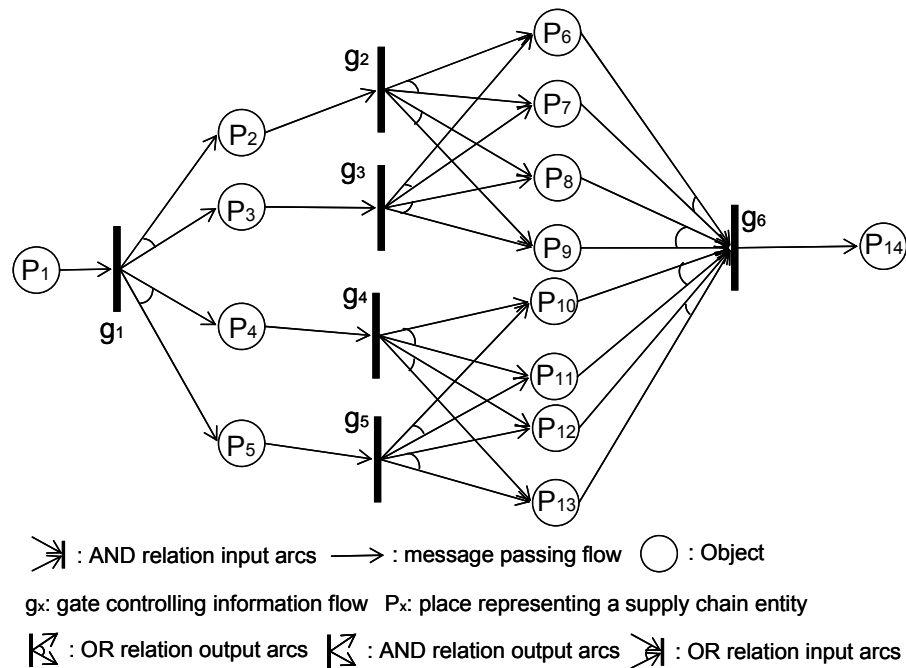 P1
g1
P2
P3
P4
P5
g2
g3
g4
g5
P6
P7
P8
P9
P10
P11
P12
P13
g6
P14
: AND relation input arcs : message passing flow : Object
gx: gate controlling information flow Px: place representing a supply chain entity
: OR relation output arcs : AND relation output arcs : OR relation input arcs